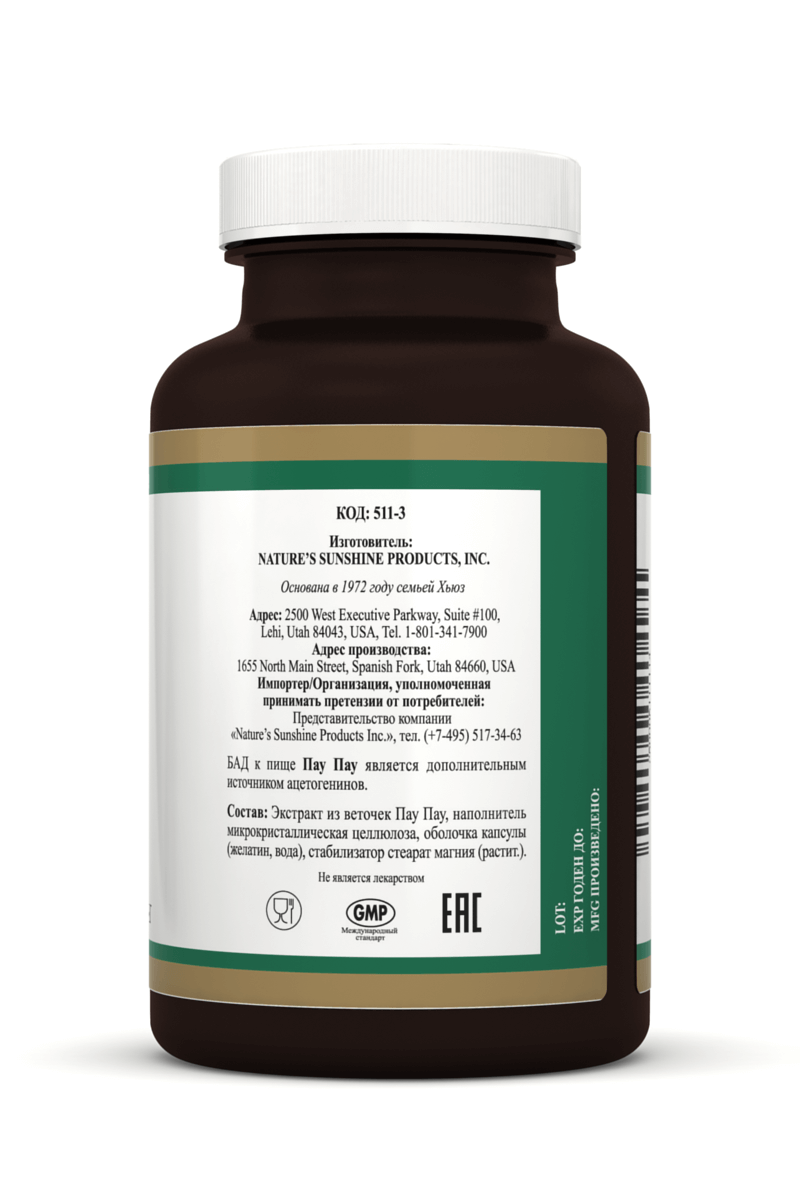 КОД: 511-3
Изготовитель:
NATURE'S SUNSHINE PRODUCTS, INC.
Основана в 1972 году семьей Хьюз
Адрес: 2500 West Executive Parkway, Suite #100,
Lehi, Utah 84043, USA, Tel. 1-801-341-7900
Адрес производства:
1655 North Main Street, Spanish Fork, Utah 84660, USA
Импортер/Организация, уполномоченная
принимать претензии от потребителей:
Представительство компании
«Nature's Sunshine Products Inc.», тел. (+7-495) 517-34-63
БАД к пище Пау Пау является дополнительным
источником ацетогенинов.
Состав: Экстракт из веточек Пау Пау, наполнитель
микрокристаллическая целлюлоза, оболочка капсулы
(желатин, вода), стабилизатор стеарат магния (растит.).
Не является лекарством
GMP
Международный
стандарт
EAC
LOT:
EXP ГОДЕН ДО:
MFG ПРОИЗВЕДЕНО: